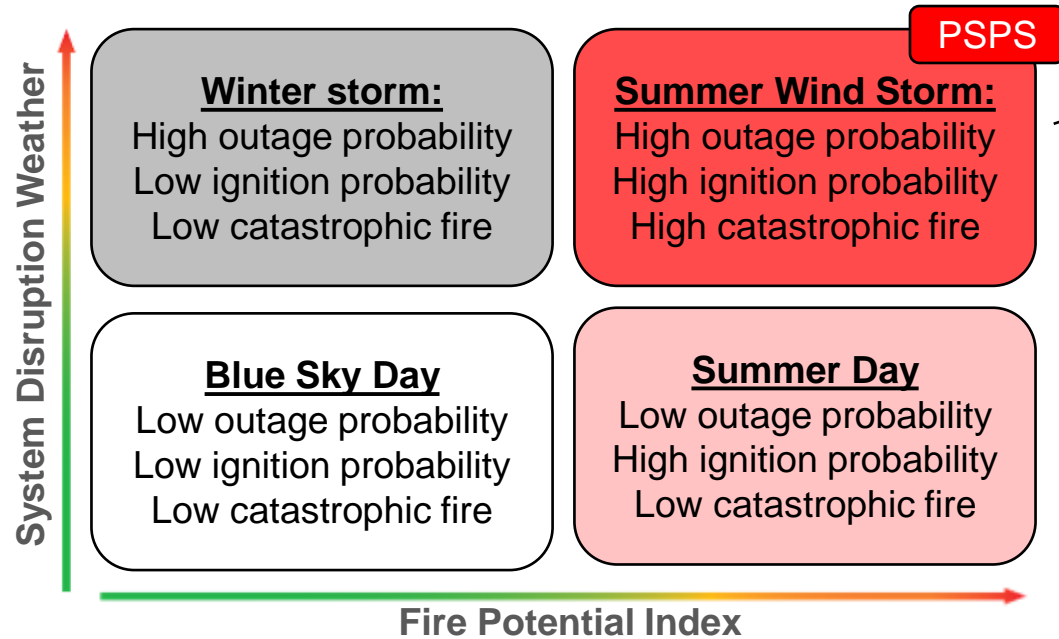 PSPS
System Disruption Weather
Winter storm:
High outage probability
Low ignition probability
Low catastrophic fire
Summer Wind Storm:
High outage probability
High ignition probability
High catastrophic fire
Blue Sky Day
Low outage probability
Low ignition probability
Low catastrophic fire
Summer Day
Low outage probability
High ignition probability
Low catastrophic fire
Fire Potential Index